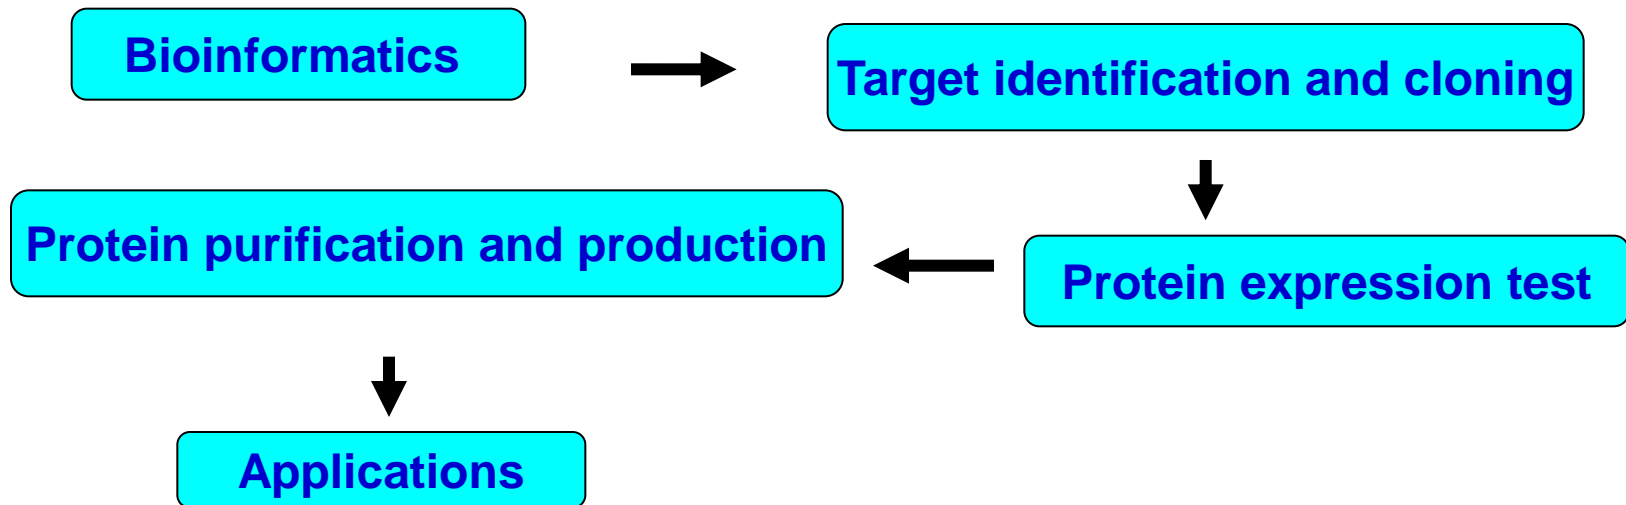 Bioinformatics
Target identification and cloning
Protein purification and production
Protein expression test
Applications